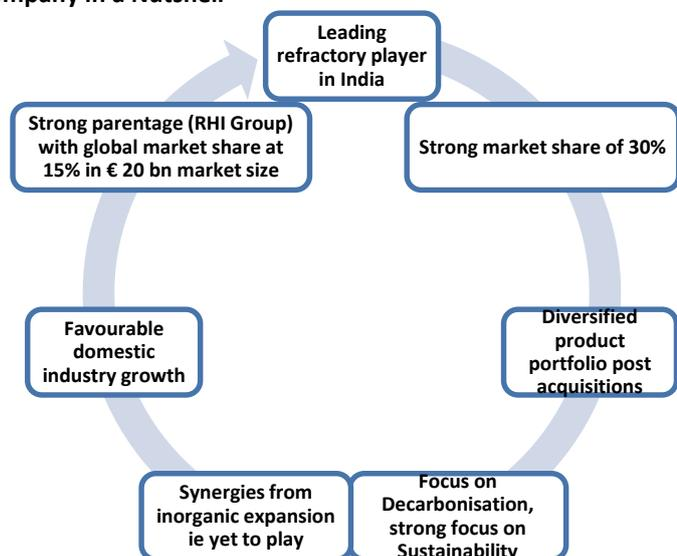 Company in a Nutshell
Leading
refractory player
in India
Strong market share of 30%
Diversified
product
portfolio post
acquisitions
Focus on
Decarbonisation,
strong focus on
Sustainability
Synergies from
inorganic expansion
ie yet to play
Favourable
domestic
industry growth
Strong parentage (RHI Group)
with global market share at
15% in € 20 bn market size